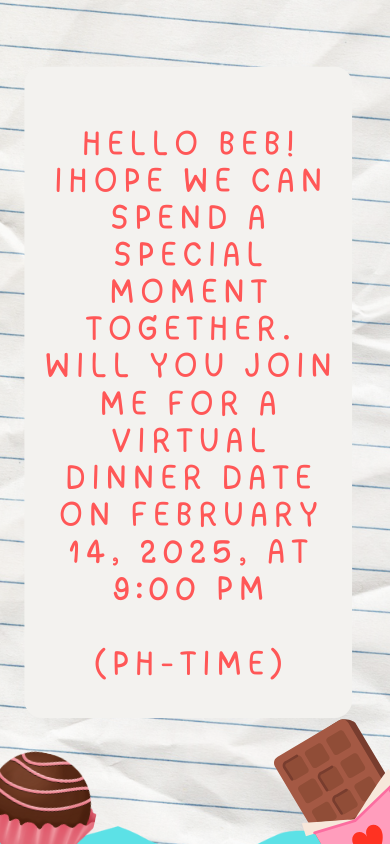 HELLO BEB!
IHOPE WE CAN
SPEND A
SPECIAL
MOMENT
TOGETHER.
WILL YOU JOIN
ME FOR A
VIRTUAL
DINNER DATE
ON FEBRUARY
14, 2025, AT
9:00 PM
(PH-TIME)